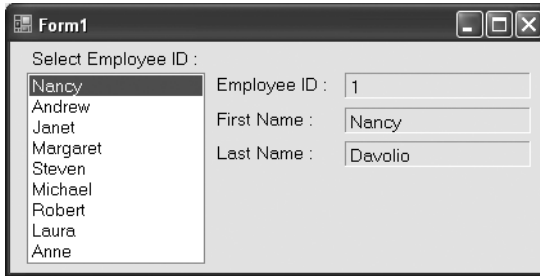 Form1
Select Employee ID :
Nancy
Andrew
Janet
Margaret
Steven
Michael
Robert
Laura
Anne
Employee ID : 1
First Name : Nancy
Last Name : Davolio